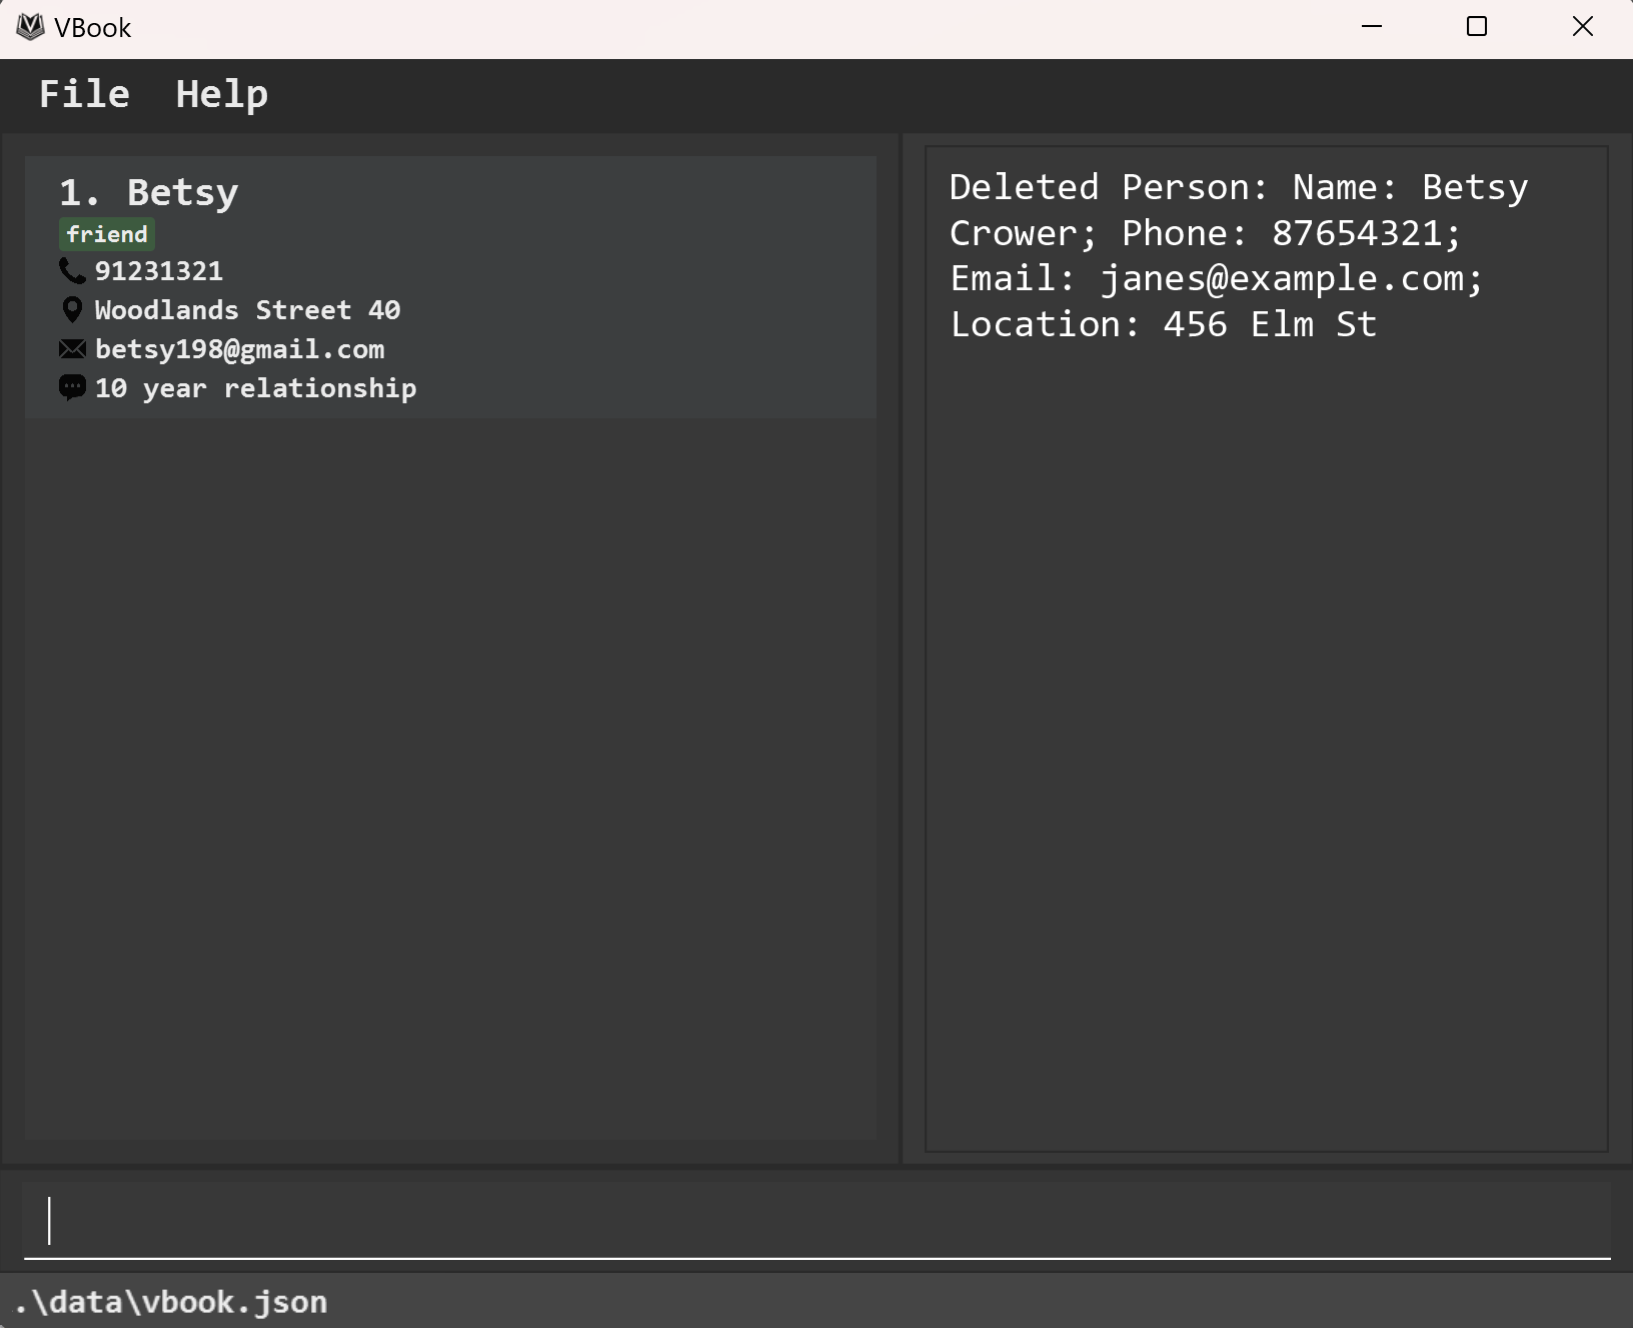 VBook
File Help
1. Betsy
friend
91231321
Woodlands Street 40
betsy198@gmail.com
10 year relationship
Deleted Person: Name: Betsy
Crower; Phone: 87654321;
Email: janes@example.com;
Location: 456 Elm St
.\data\vbook.json